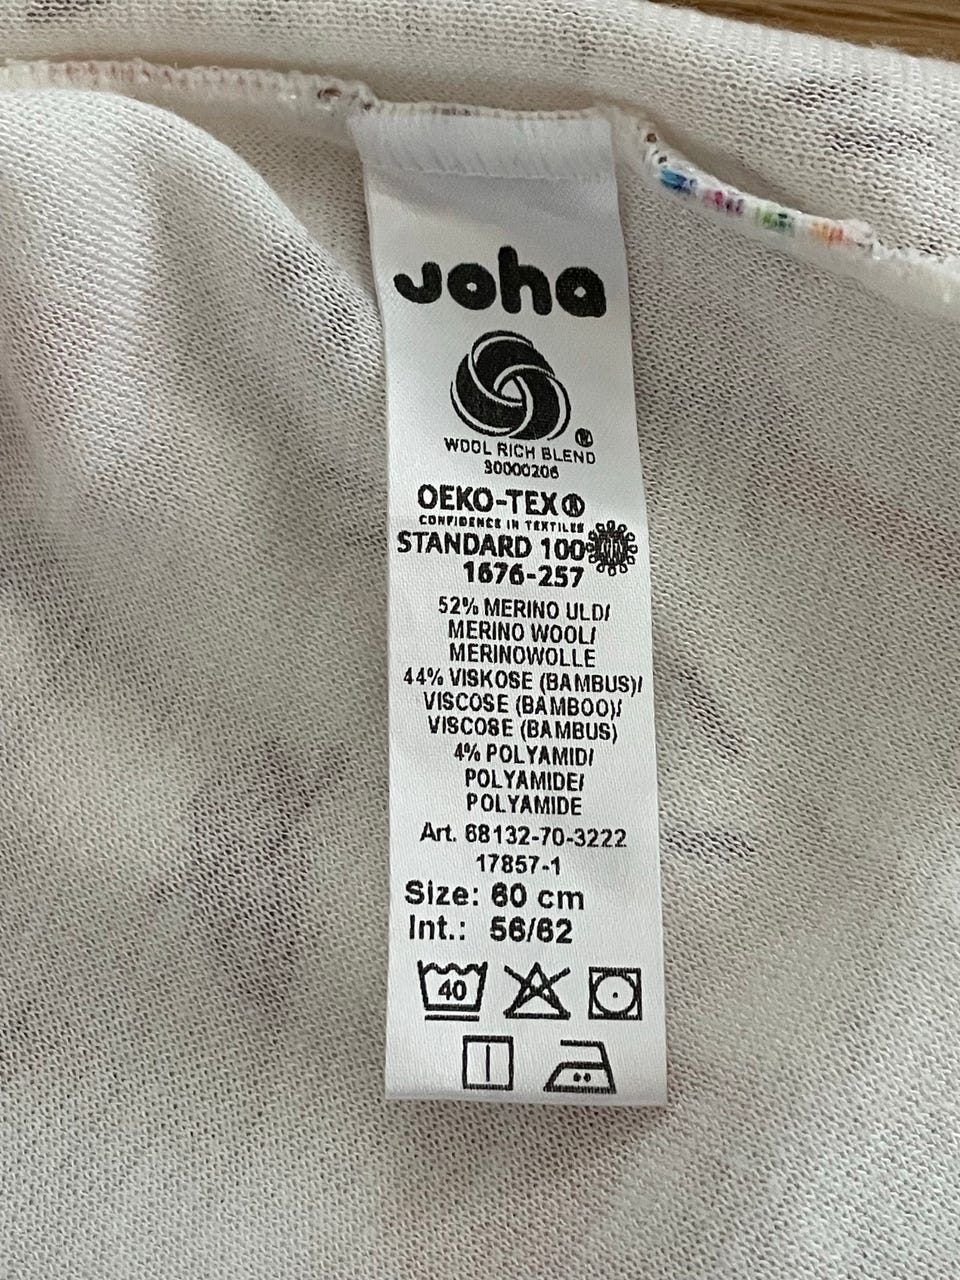 Joha
WOOL RICH BLEND
30000206
OEKO-TEX®
CONFIDENCE IN TEXTILES
STANDARD 100
1676-257
52% MERINO ULD/
MERINO WOOL/
MERINOWOLLE
44% VISKOSE (BAMBUS)/
VISCOSE (BAMBOO)/
VISCOSE (BAMBUS)
4% POLYAMID/
POLYAMIDE/
POLYAMIDE
Art. 68132-70-3222
17857-1
Size: 60 cm
Int.: 56/62
40